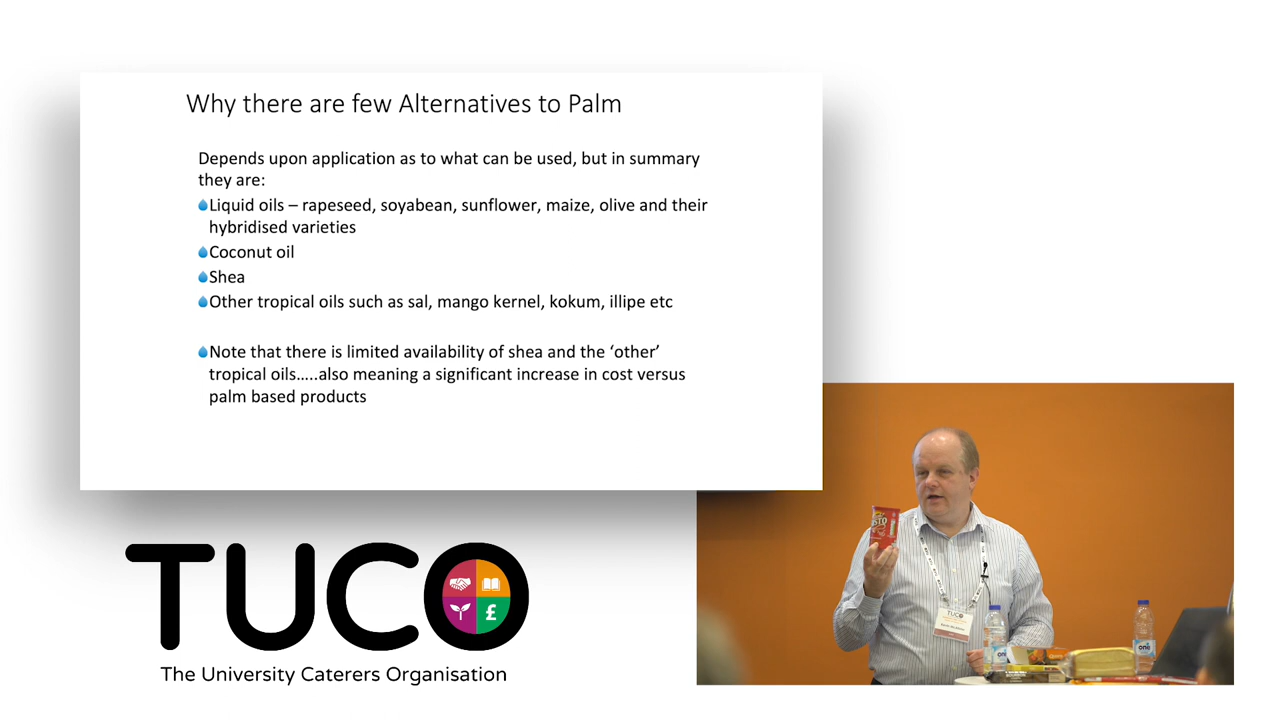 Why there are few Alternatives to Palm
Depends upon application as to what can be used, but in summary
they are:
Liquid oils – rapeseed, soyabean, sunflower, maize, olive and their
hybridised varieties
Coconut oil
Shea
Other tropical oils such as sal, mango kernel, kokum, illipe etc
Note that there is limited availability of shea and the ‘other’
tropical oils…..also meaning a significant increase in cost versus
palm based products
TUCO
£
The University Caterers Organisation
TUCO
one
one